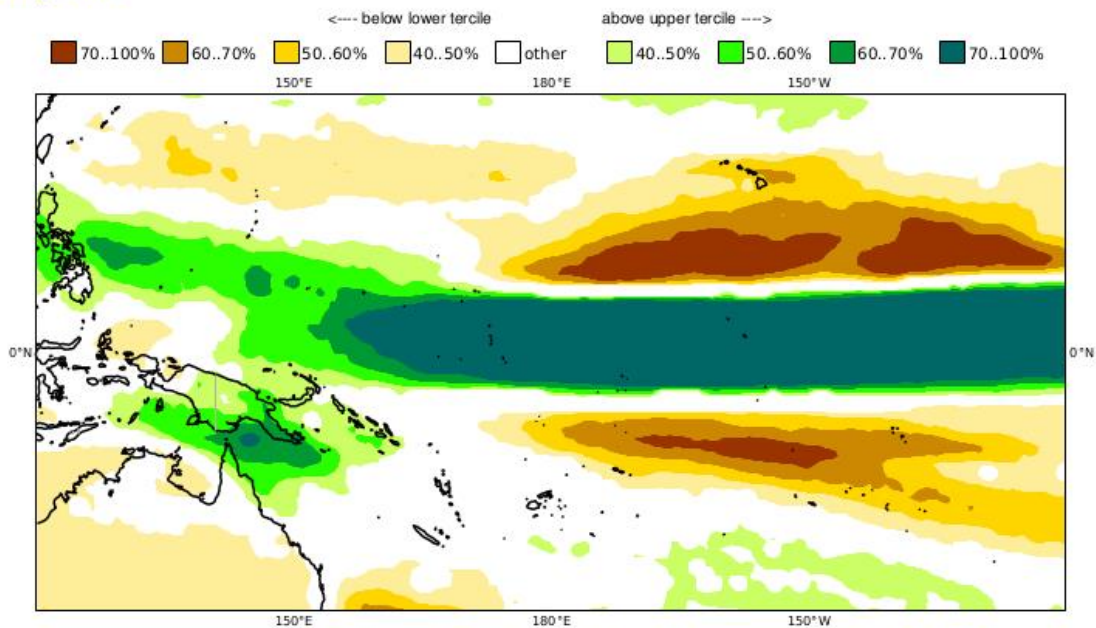 <---- below lower tercile above upper tercile ---->
70..100% 60..70% 50..60% 40..50% other 40..50% 50..60% 60..70% 70..100%
150°E 180°E 150°W
0°N 0°N
150°E 180°E 150°W